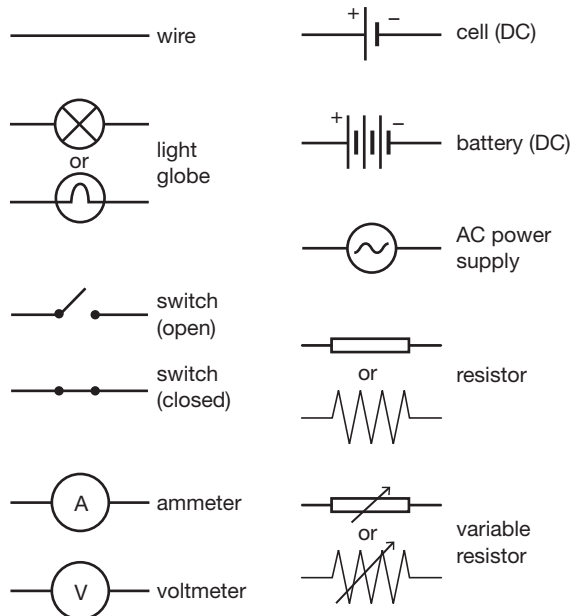 wire
or
light
globe
switch
(open)
switch
(closed)
A
ammeter
V
voltmeter
+ −
cell (DC)
+ −
battery (DC)
AC power
supply
or
resistor
or
variable
resistor